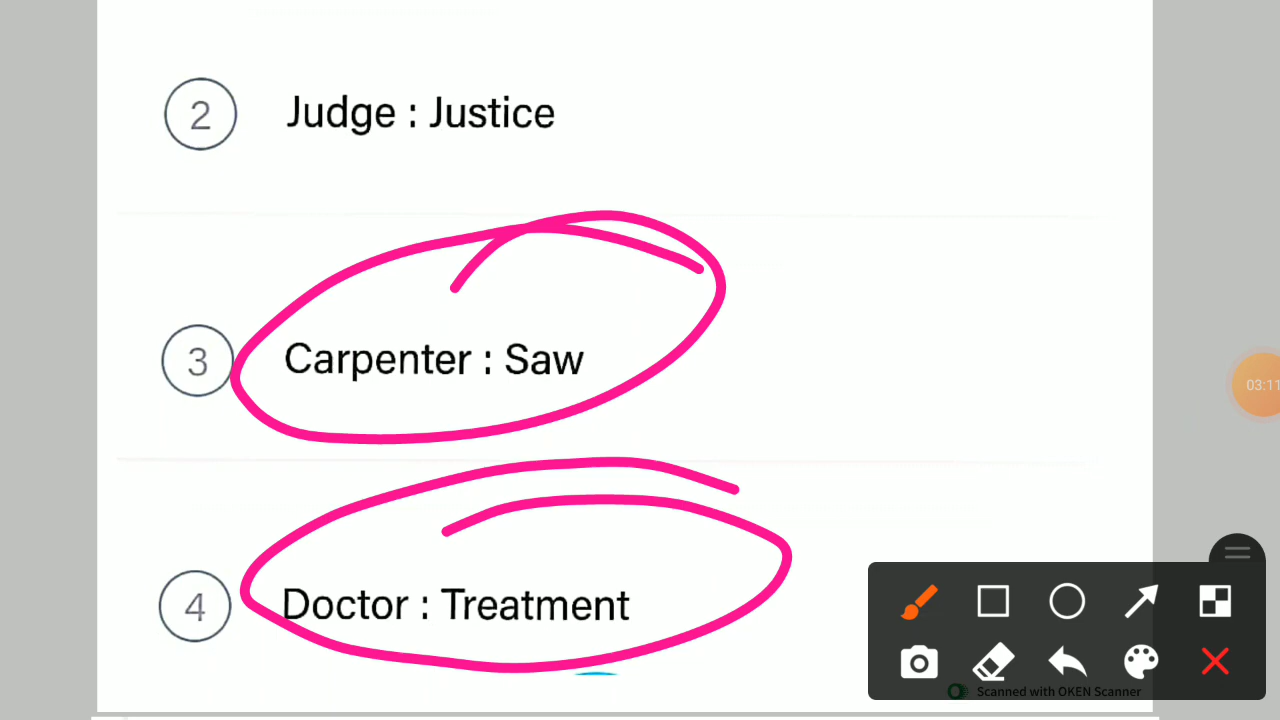 2 Judge : Justice
3 Carpenter : Saw
03:11
4 Doctor : Treatment
Scanned with OKEN Scanner